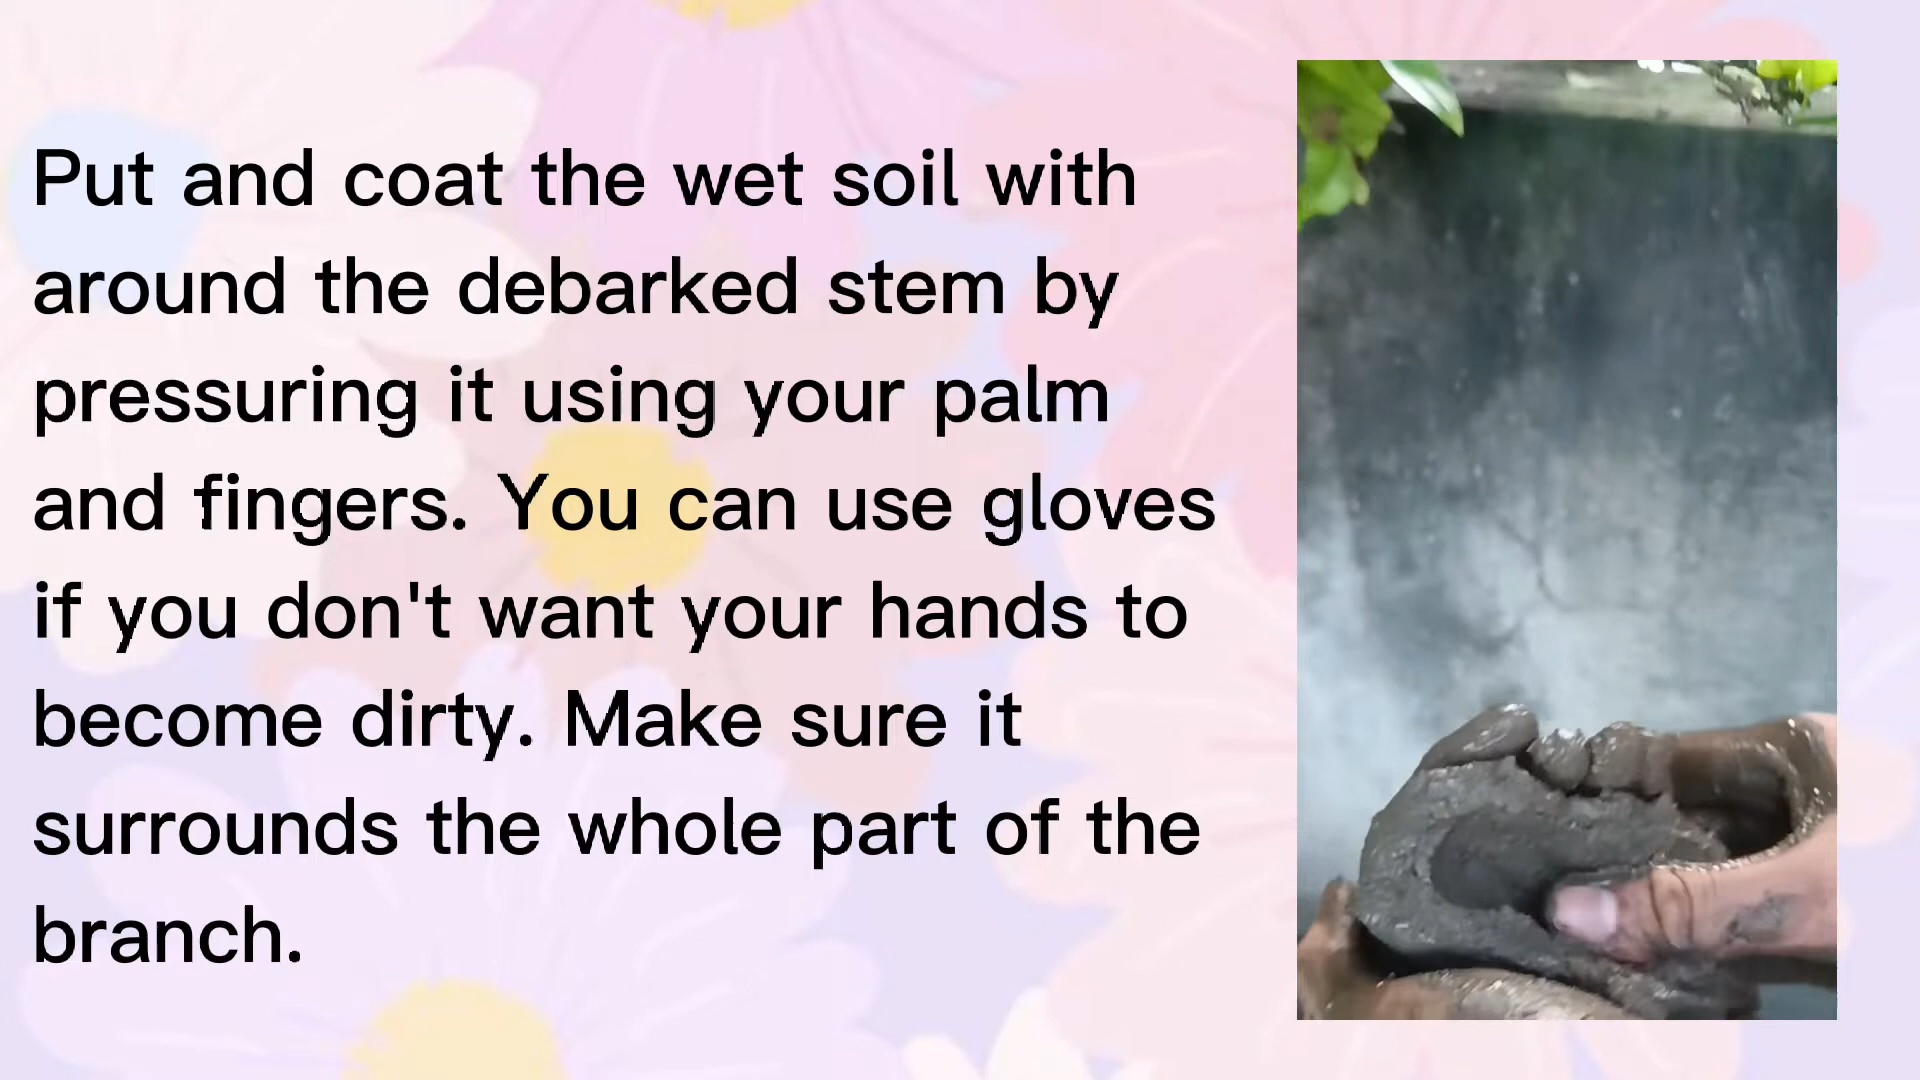 Put and coat the wet soil with
around the debarked stem by
pressuring it using your palm
and fingers. You can use gloves
if you don't want your hands to
become dirty. Make sure it
surrounds the whole part of the
branch.